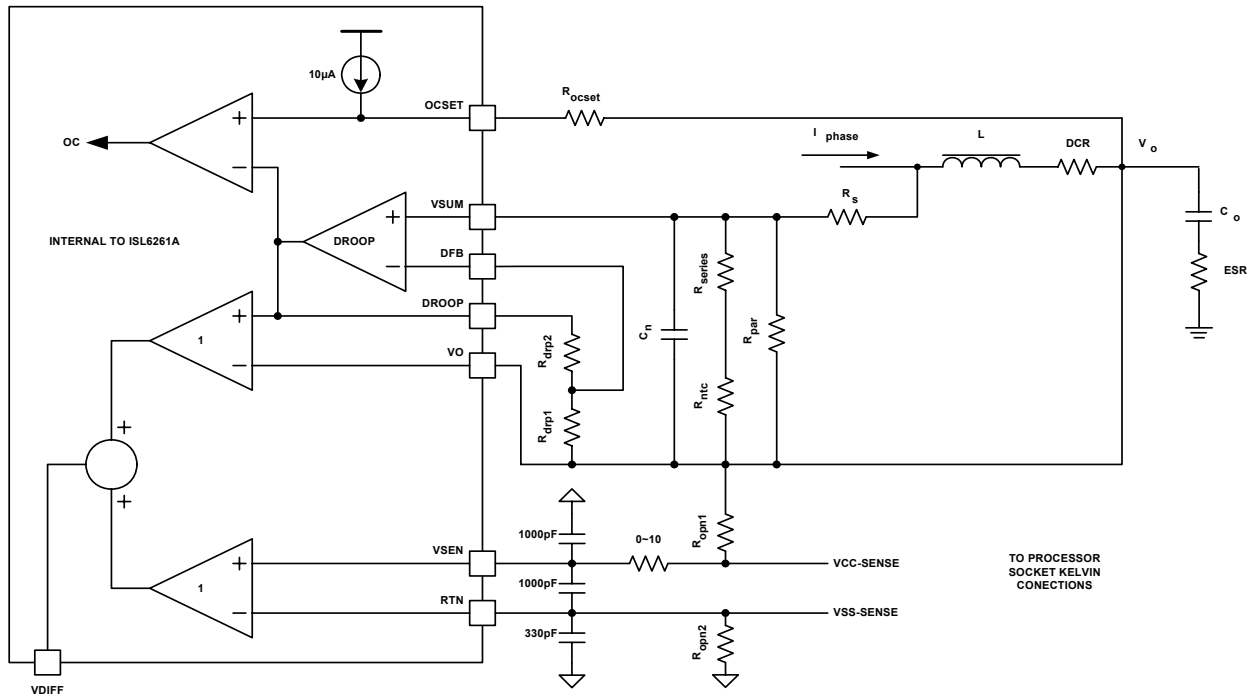 10µA
OCSET
R ocset
I phase
L
DCR
V o
OC
+
−
R s
C o
VSUM
+
INTERNAL TO ISL6261A
DROOP
DFB
−
ESR
R series
DROOP
+
1
C n
R par
R drp2
VO
−
R ntc
R drp1
+
+
1000pF
R opn1
0~10
VSEN
+
VCC-SENSE
TO PROCESSOR
SOCKET KELVIN
CONECTIONS
1
1000pF
RTN
−
VSS-SENSE
330pF
R opn2
VDIFF